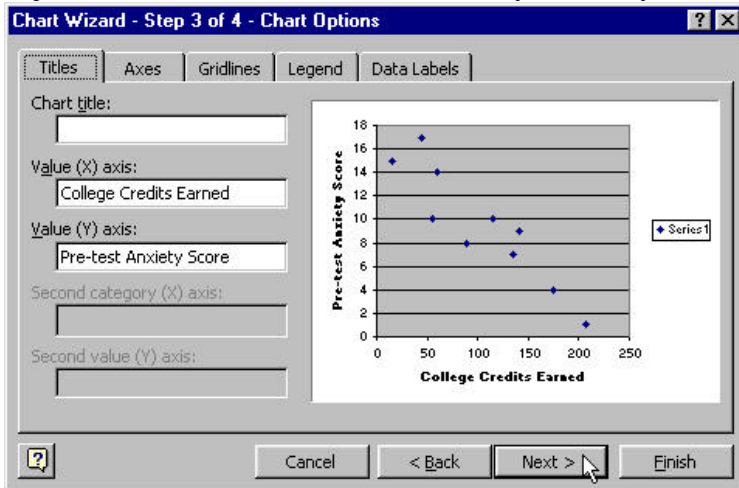 Chart Wizard - Step 3 of 4 - Chart Options
Titles Axes Gridlines Legend Data Labels
Chart title:
Value (X) axis:
College Credits Earned
Value (Y) axis:
Pre-test Anxiety Score
Second category (X) axis:
Second value (Y) axis:
Pre-test Anxiety Score
18
16
14
12
10
8
6
4
2
0
0 50 100 150 200 250
College Credits Earned
Series1
Cancel < Back Next > Finish